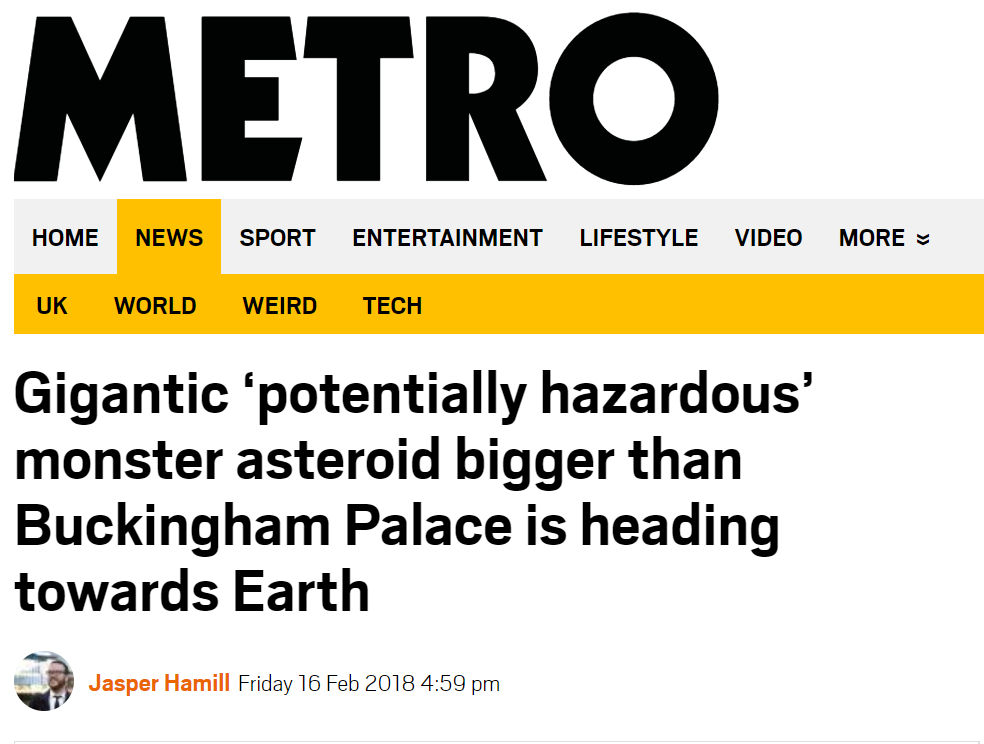 METRO
HOME NEWS SPORT ENTERTAINMENT LIFESTYLE VIDEO MORE
UK WORLD WEIRD TECH
Gigantic ‘potentially hazardous’
monster asteroid bigger than
Buckingham Palace is heading
towards Earth
Jasper Hamill Friday 16 Feb 2018 4:59 pm